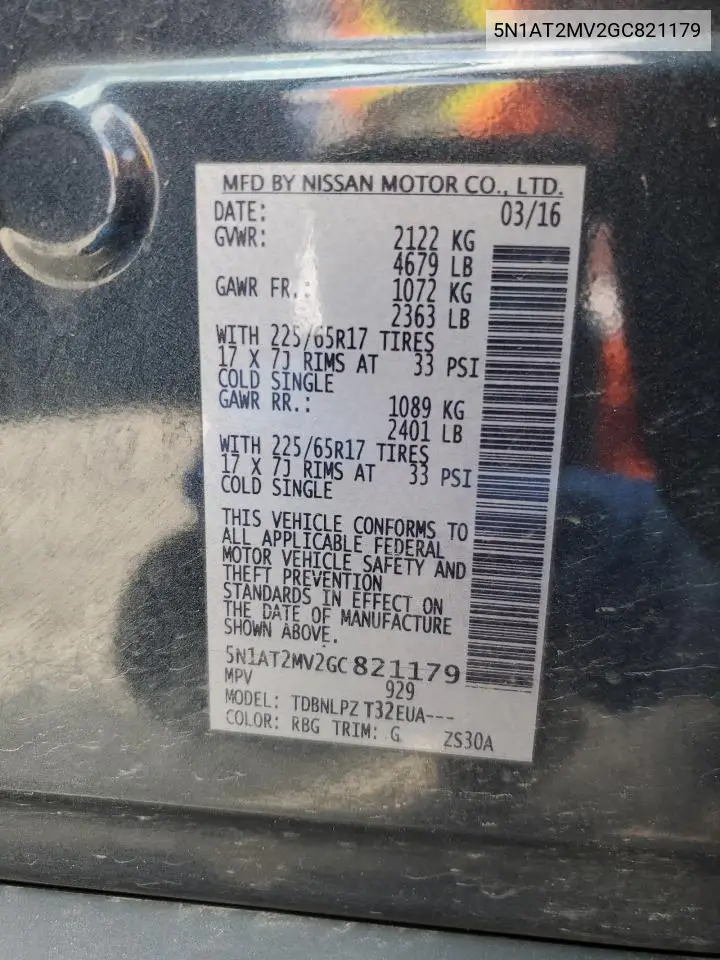 5N1AT2MV2GC821179
MFD BY NISSAN MOTOR CO., LTD.
DATE: 03/16
GVWR: 2122 KG
4679 LB
GAWR FR.: 1072 KG
2363 LB
WITH 225/65R17 TIRES
17 X 7J RIMS AT 33 PSI
COLD SINGLE
GAWR RR.: 1089 KG
2401 LB
WITH 225/65R17 TIRES
17 X 7J RIMS AT 33 PSI
COLD SINGLE
THIS VEHICLE CONFORMS TO
ALL APPLICABLE FEDERAL
MOTOR VEHICLE SAFETY AND
THEFT PREVENTION
STANDARDS IN EFFECT ON
THE DATE OF MANUFACTURE
SHOWN ABOVE.
5N1AT2MV2GC 821179
MPV 929
MODEL: TDBNLPZ T32EUA---
COLOR: RBG TRIM: G ZS30A